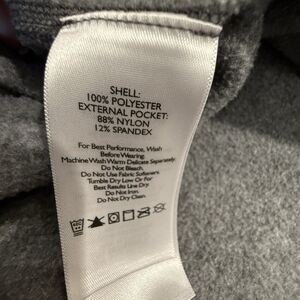 SHELL:
100% POLYESTER
EXTERNAL POCKET:
88% NYLON
12% SPANDEX
For Best Performance, Wash
Before Wearing.
Machine Wash Warm Delicate Separately.
Do Not Bleach.
Do Not Use Fabric Softeners.
Tumble Dry Low Or For
Best Results Line Dry.
Do Not Iron.
Do Not Dry Clean.